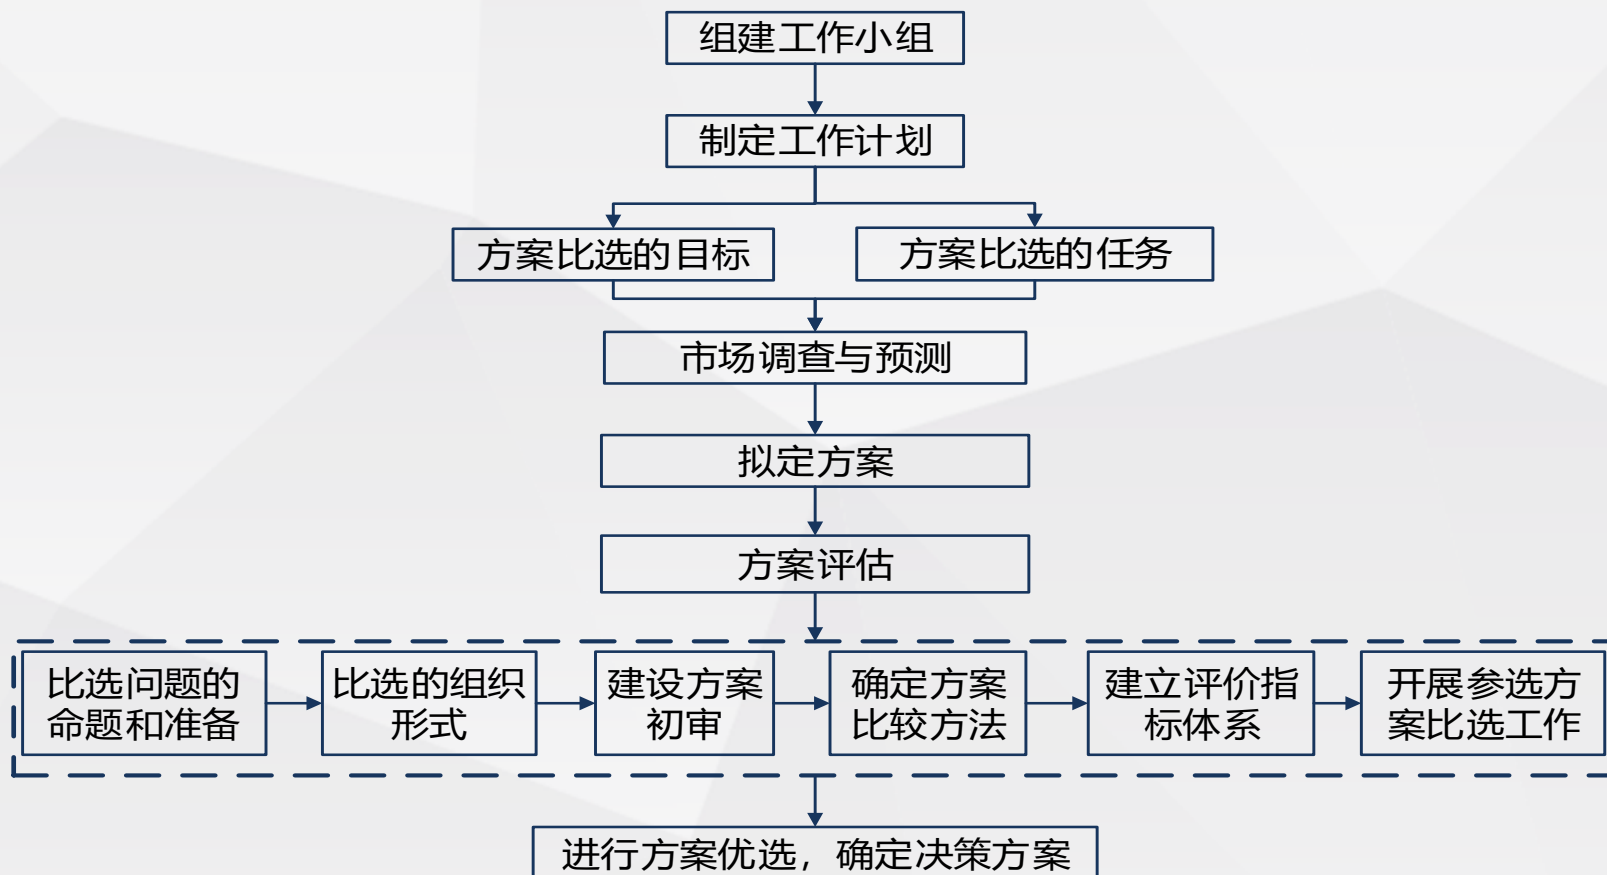 组建工作小组
制定工作计划
方案比选的目标
方案比选的任务
市场调查与预测
拟定方案
方案评估
比选问题的
命题和准备
比选的组织
形式
建设方案
初审
确定方案
比较方法
建立评价指
标体系
开展参选方
案比选工作
进行方案优选，确定决策方案